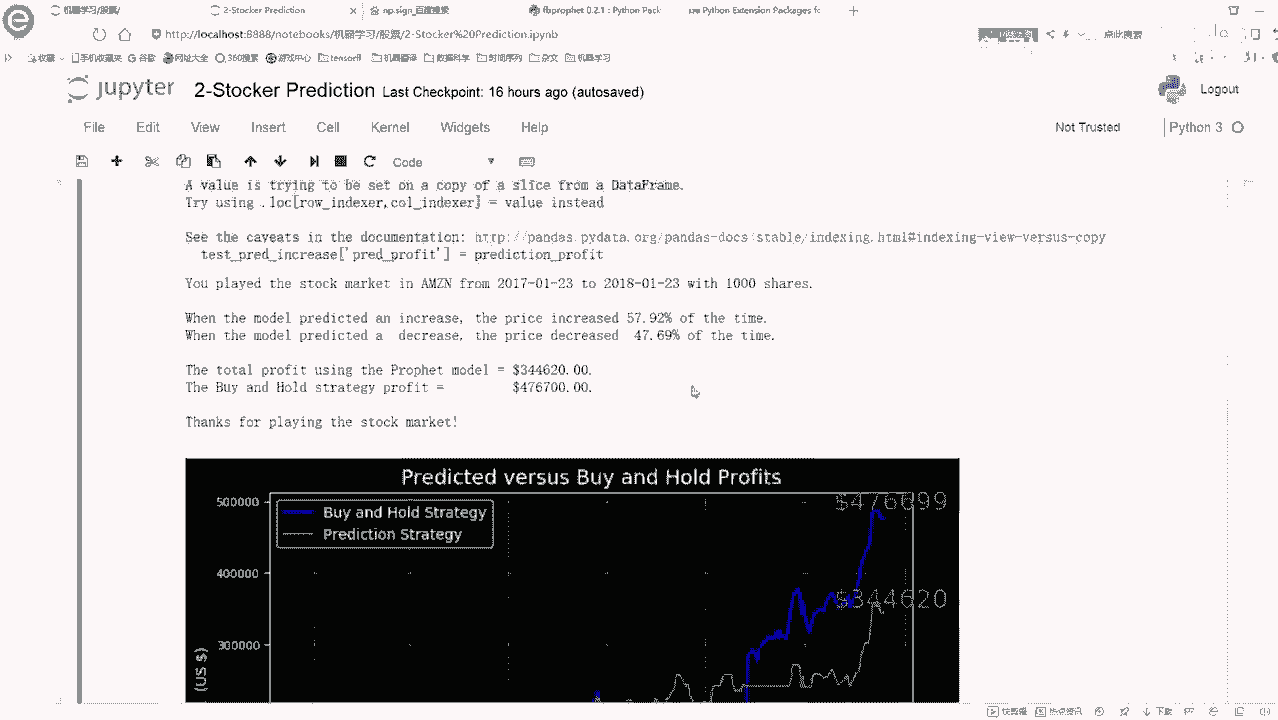 机器学习/股票/
2-Stocker Prediction
np.sign_百度搜索
fbprophet 0.2.1 : Python Pack
Python Extension Packages fo
http://localhost:8888/notebooks/机器学习/股票/2-Stocker%20Prediction.ipynb
点此搜索
收藏 手机收藏夹 谷歌 网址大全 360搜索 游戏中心 tensorfl 机器翻译 数据科学 时间序列 杂文 机器学习
jupyter 2-Stocker Prediction Last Checkpoint: 16 hours ago (autosaved)
Logout
File Edit View Insert Cell Kernel Widgets Help
Not Trusted
Python 3
Code
A value is trying to be set on a copy of a slice from a DataFrame.
Try using .loc[row_indexer,col_indexer] = value instead
See the caveats in the documentation: http://pandas.pydata.org/pandas-docs/stable/indexing.html#indexing-view-versus-copy
test_pred_increase['pred_profit'] = prediction_profit
You played the stock market in AMZN from 2017-01-23 to 2018-01-23 with 1000 shares.
When the model predicted an increase, the price increased 57.92% of the time.
When the model predicted a  decrease, the price decreased  47.69% of the time.
The total profit using the Prophet model = $344620.00.
The Buy and Hold strategy profit =         $476700.00.
Thanks for playing the stock market!
Predicted versus Buy and Hold Profits
500000
$476699
Buy and Hold Strategy
Prediction Strategy
400000
$344620
300000
(US $)
下载